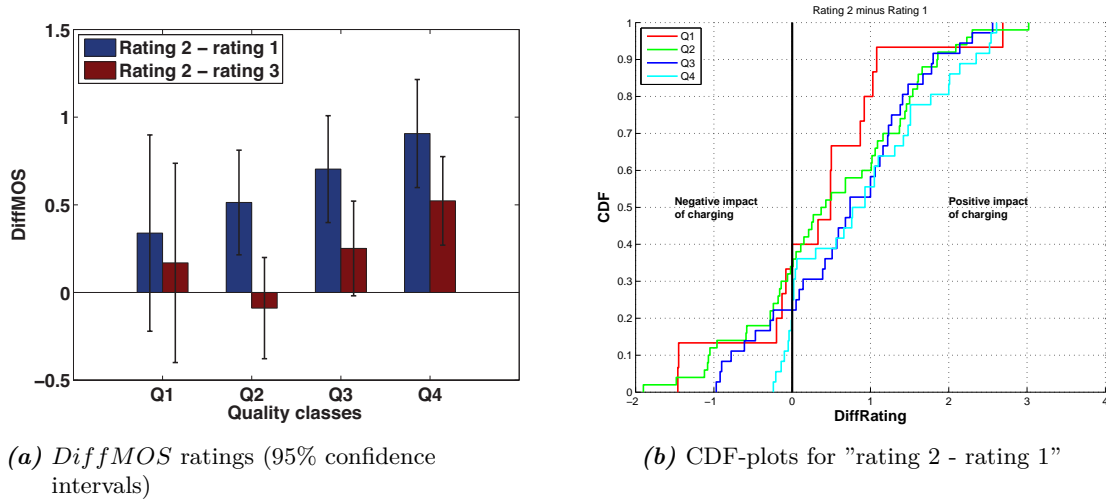 1.5
1
0.5
0
−0.5
DiffMOS
Rating 2 − rating 1
Rating 2 − rating 3
Q1 Q2 Q3 Q4
Quality classes
(a) DiffMOS ratings (95% confidence
intervals)
Rating 2 minus Rating 1
1
0.9
0.8
0.7
0.6
0.5
0.4
0.3
0.2
0.1
0
CDF
Q1
Q2
Q3
Q4
Negative impact
of charging
Positive impact
of charging
−2 −1 0 1 2 3 4
DiffRating
(b) CDF-plots for "rating 2 - rating 1"